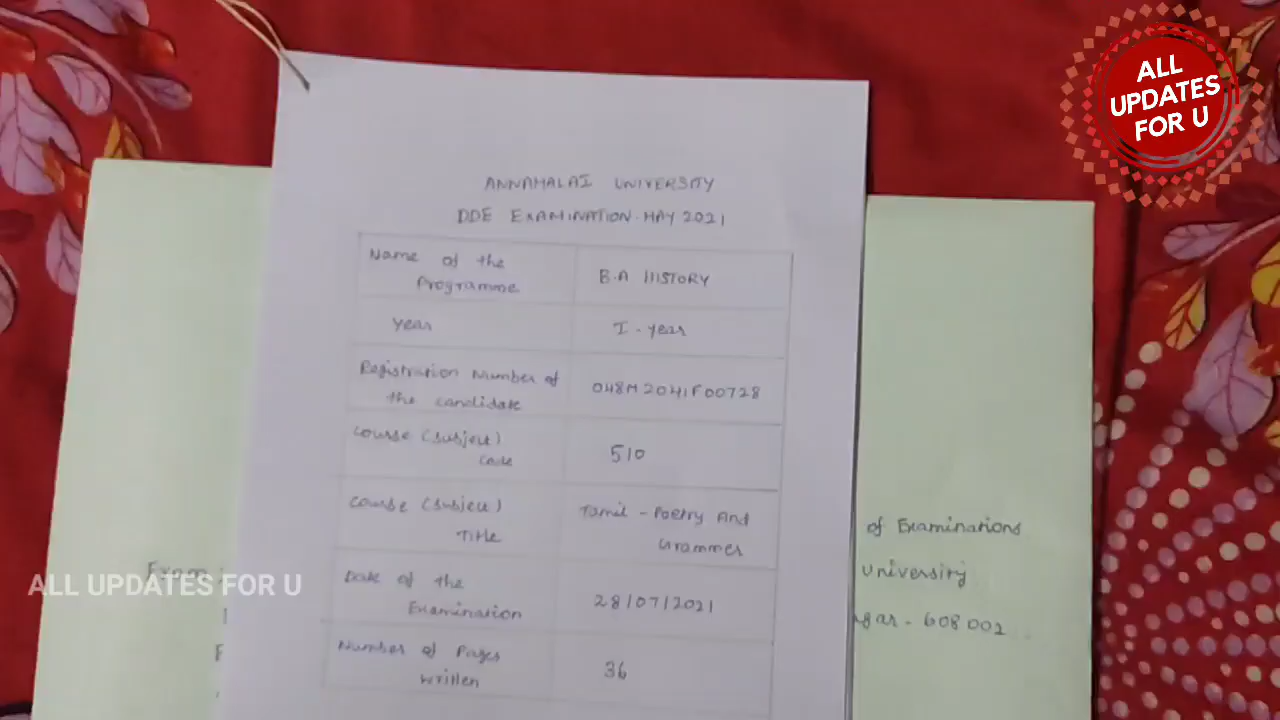 ALL
UPDATES
FOR U
ANNAMALAI UNIVERSITY
DDE EXAMINATION-MAY 2021
Name of the
Programme
B.A HISTORY
Year
I - year
Registration Number of
the candidate
048M2041F00728
Course (Subject)
Code
510
Course (Subject)
Title
Tamil - Poetry And
Grammer
Date of the
Examination
28/07/2021
Number of Pages
written
36
Exam
of Examinations
University
gar - 608 002
ALL UPDATES FOR U